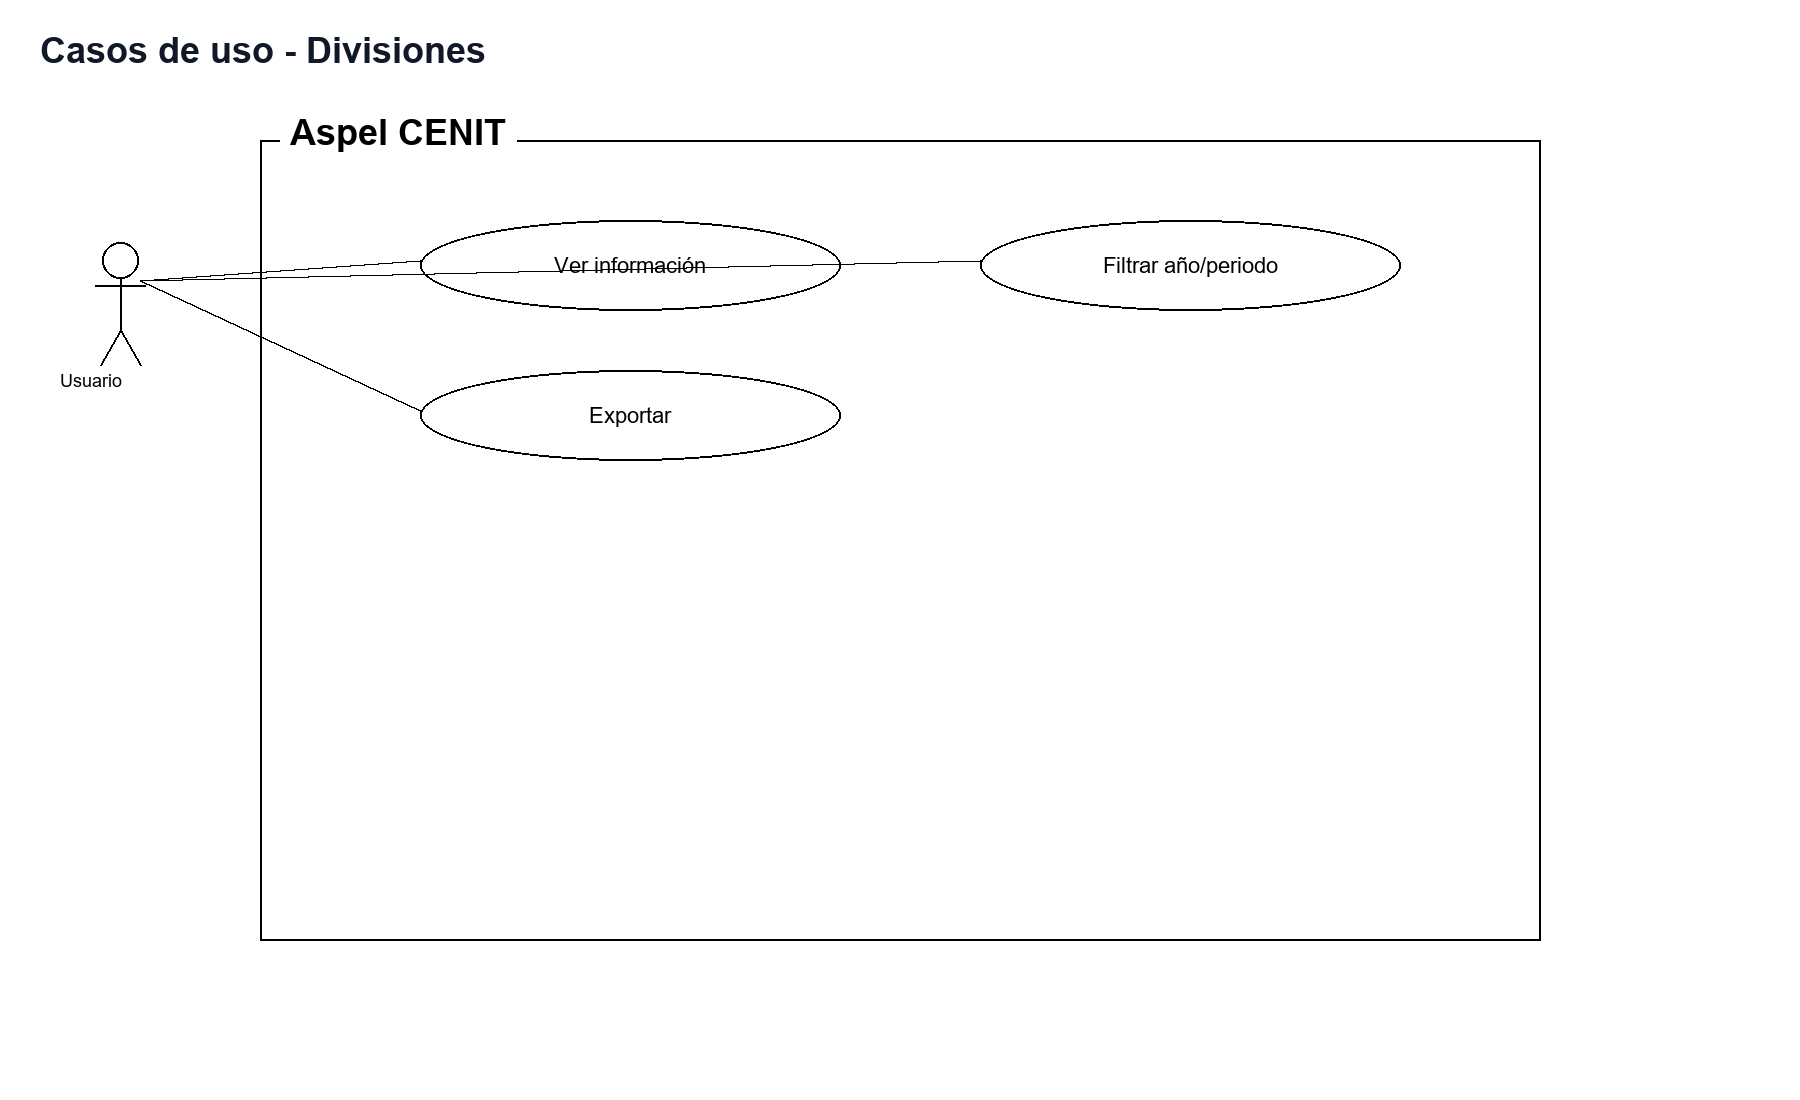 Casos de uso - Divisiones
Aspel CENIT
Ver información
Filtrar año/periodo
Usuario
Exportar